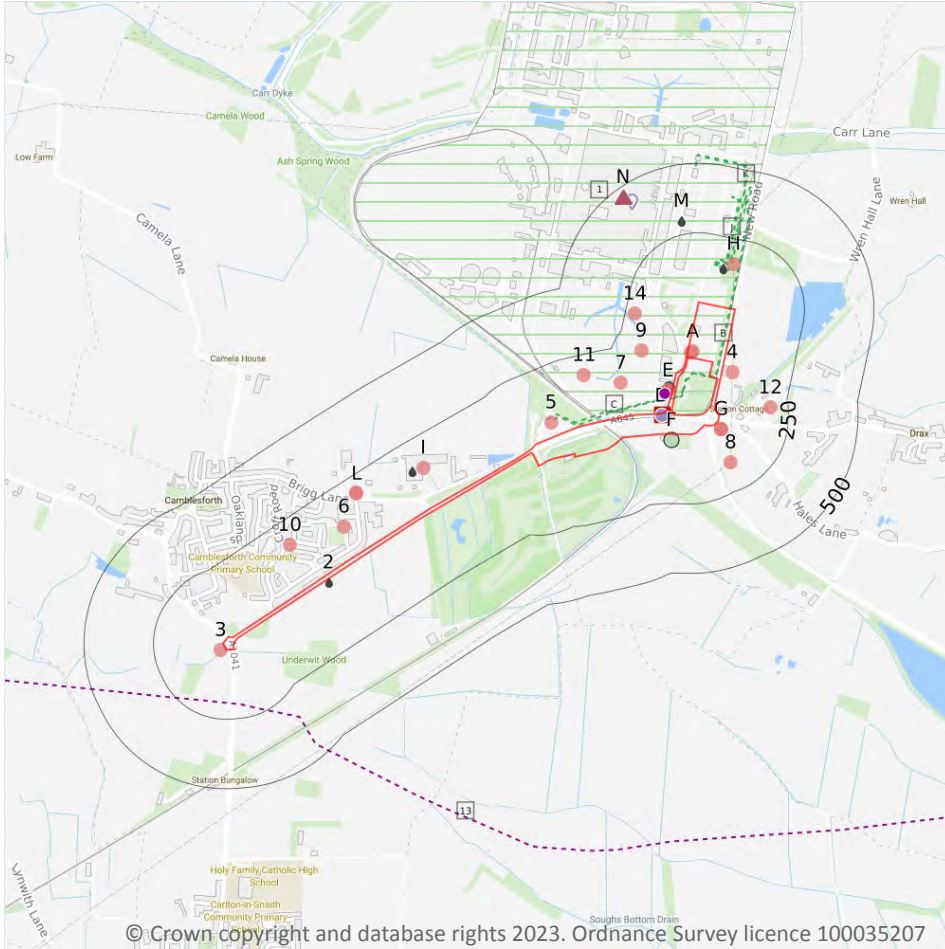 Carr Dyke
Camela Wood
Carr Lane
Low Farm
Ash Spring Wood
N
1
M
Wren Hall
New Road
Wren Hall Lane
Camela Lane
H
14
B
A
9
Camela House
E
4
11
7
12
C
5
A645
G
F
250
Drax
8
I
500
Brigg Lane
L
Hales Lane
Camblesforth
Oaklands
Croft Road
6
10
Camblesforth Community
Primary School
2
3
A1041
Underwit Wood
Station Bungalow
13
Holy Family Catholic High
School
Carlton-in-Snaith
Community Primary
Lynwith Lane
Soughs Bottom Drain
© Crown copyright and database rights 2023. Ordnance Survey licence 100035207